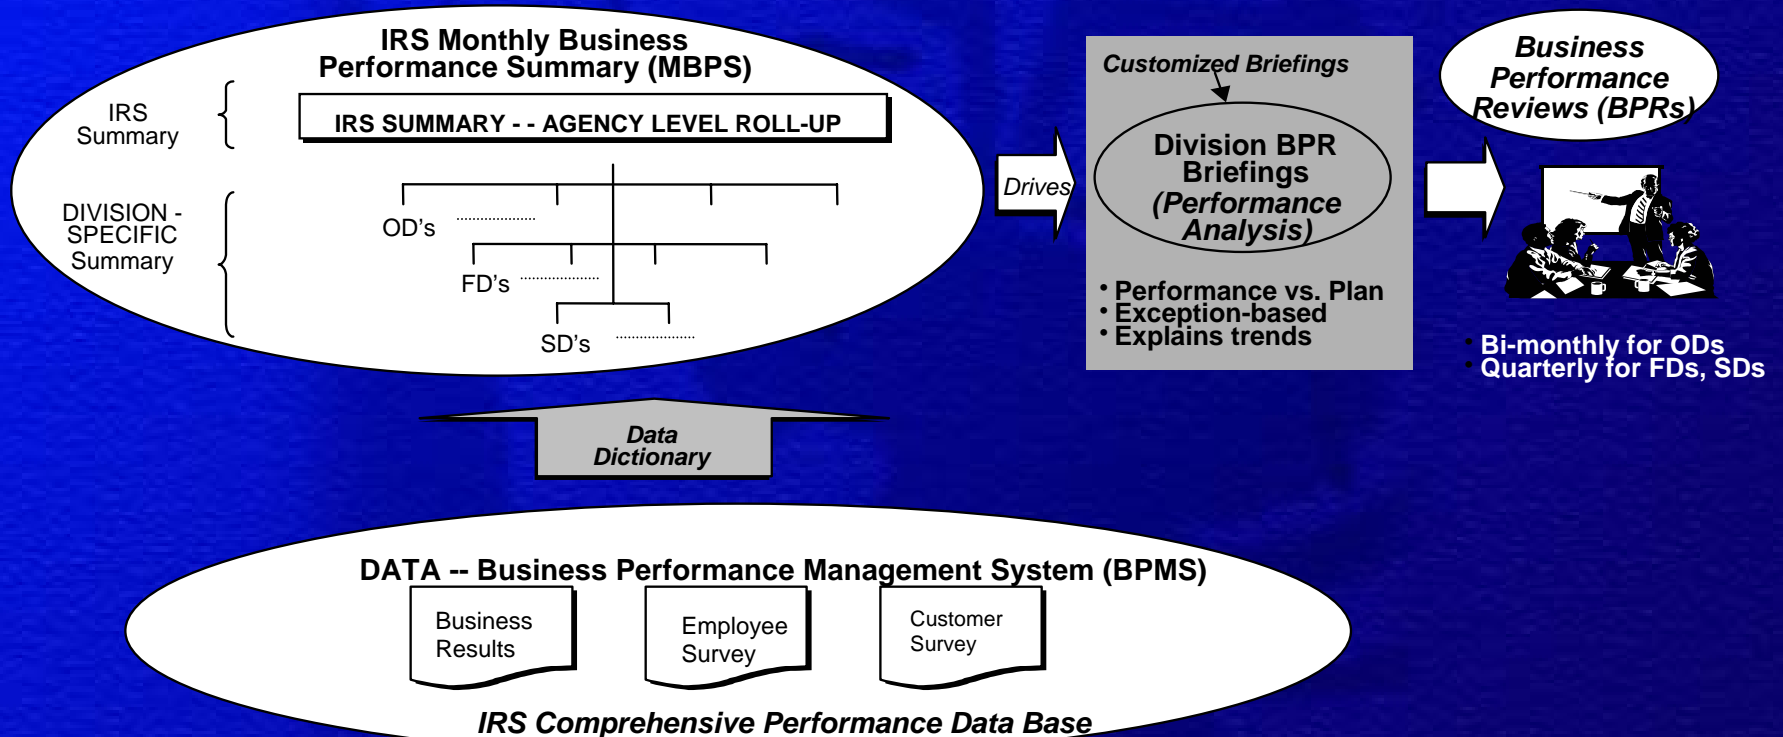 IRS Monthly Business
Performance Summary (MBPS)
IRS
Summary
IRS SUMMARY - - AGENCY LEVEL ROLL-UP
DIVISION -
SPECIFIC
Summary
OD's
FD's
SD's
Drives
Customized Briefings
Division BPR
Briefings
(Performance
Analysis)
• Performance vs. Plan
• Exception-based
• Explains trends
Business
Performance
Reviews (BPRs)
• Bi-monthly for ODs
• Quarterly for FDs, SDs
Data
Dictionary
DATA -- Business Performance Management System (BPMS)
Business
Results
Employee
Survey
Customer
Survey
IRS Comprehensive Performance Data Base